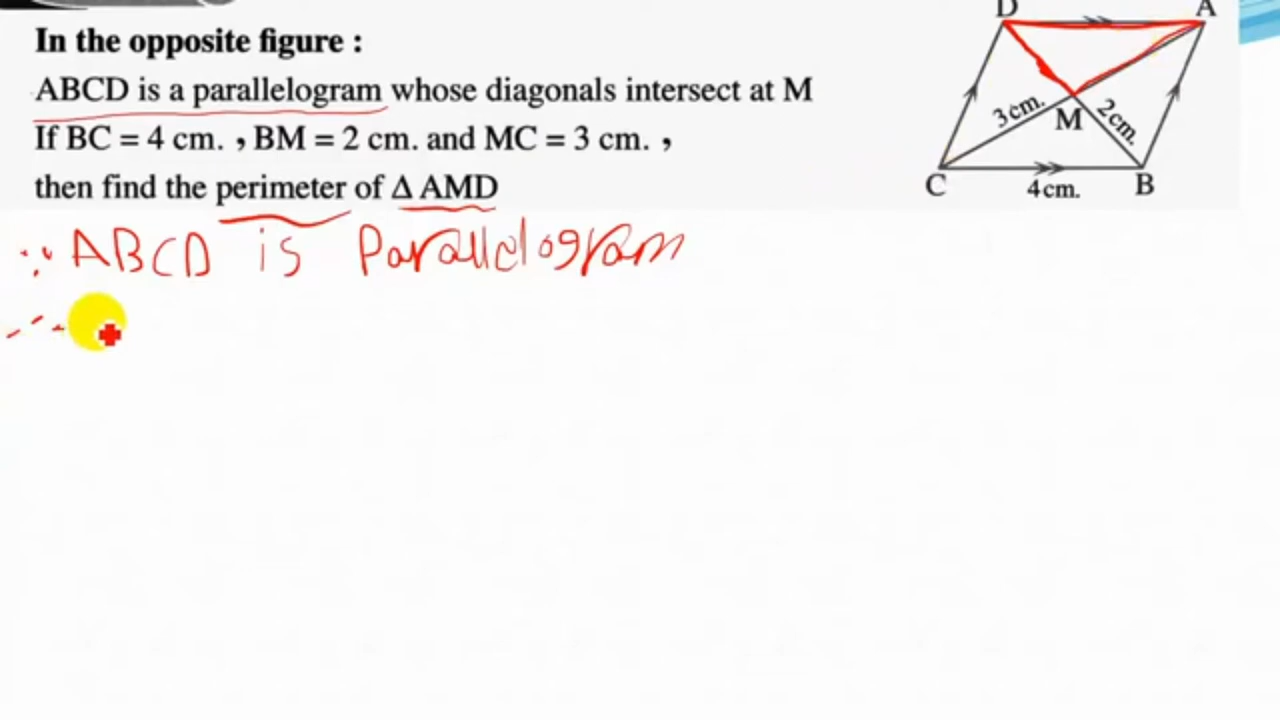 In the opposite figure :
ABCD is a parallelogram whose diagonals intersect at M
If BC = 4 cm. , BM = 2 cm. and MC = 3 cm. ,
then find the perimeter of Δ AMD
D A
3cm. M 2cm.
C 4cm. B
∵ ABCD is Parallelogram
∴